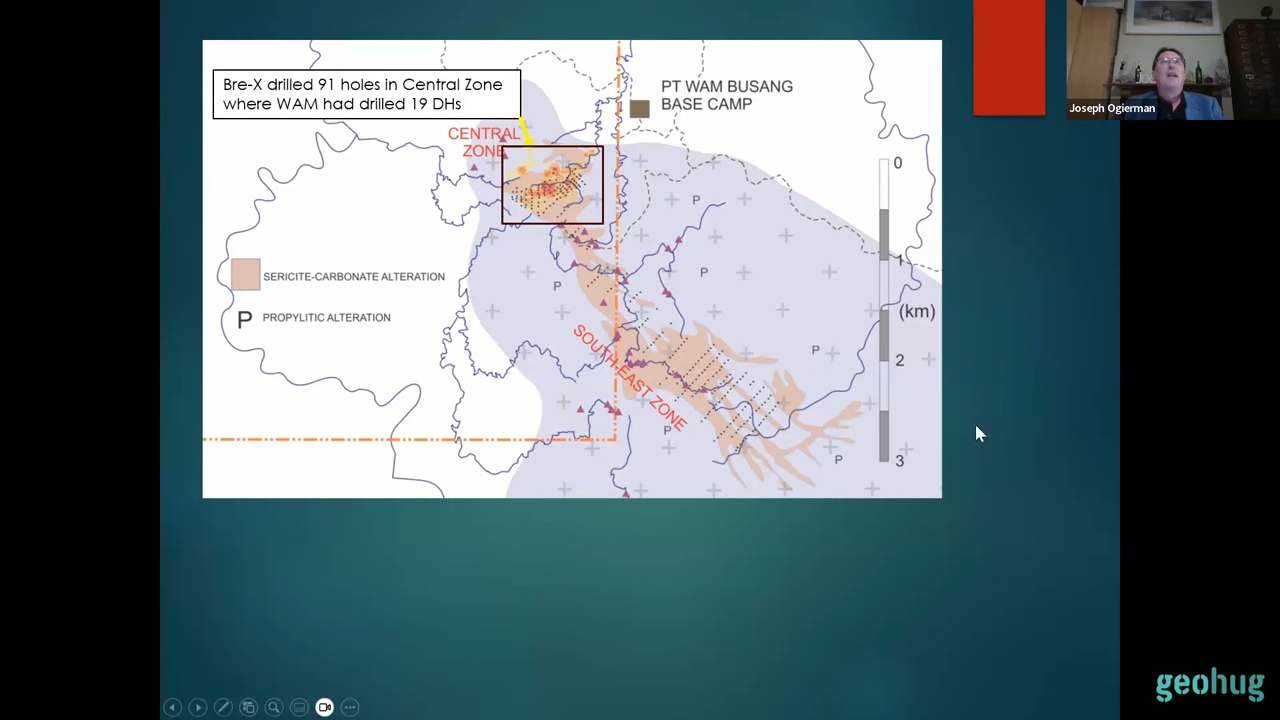 Bre-X drilled 91 holes in Central Zone
where WAM had drilled 19 DHs
PT WAM BUSANG
BASE CAMP
Joseph Ogierman
CENTRAL
ZONE
0
P
1
SERICITE-CARBONATE ALTERATION
P
P
(km)
P PROPYLITIC ALTERATION
SOUTH EAST ZONE
P
2
P
P
3
geohug